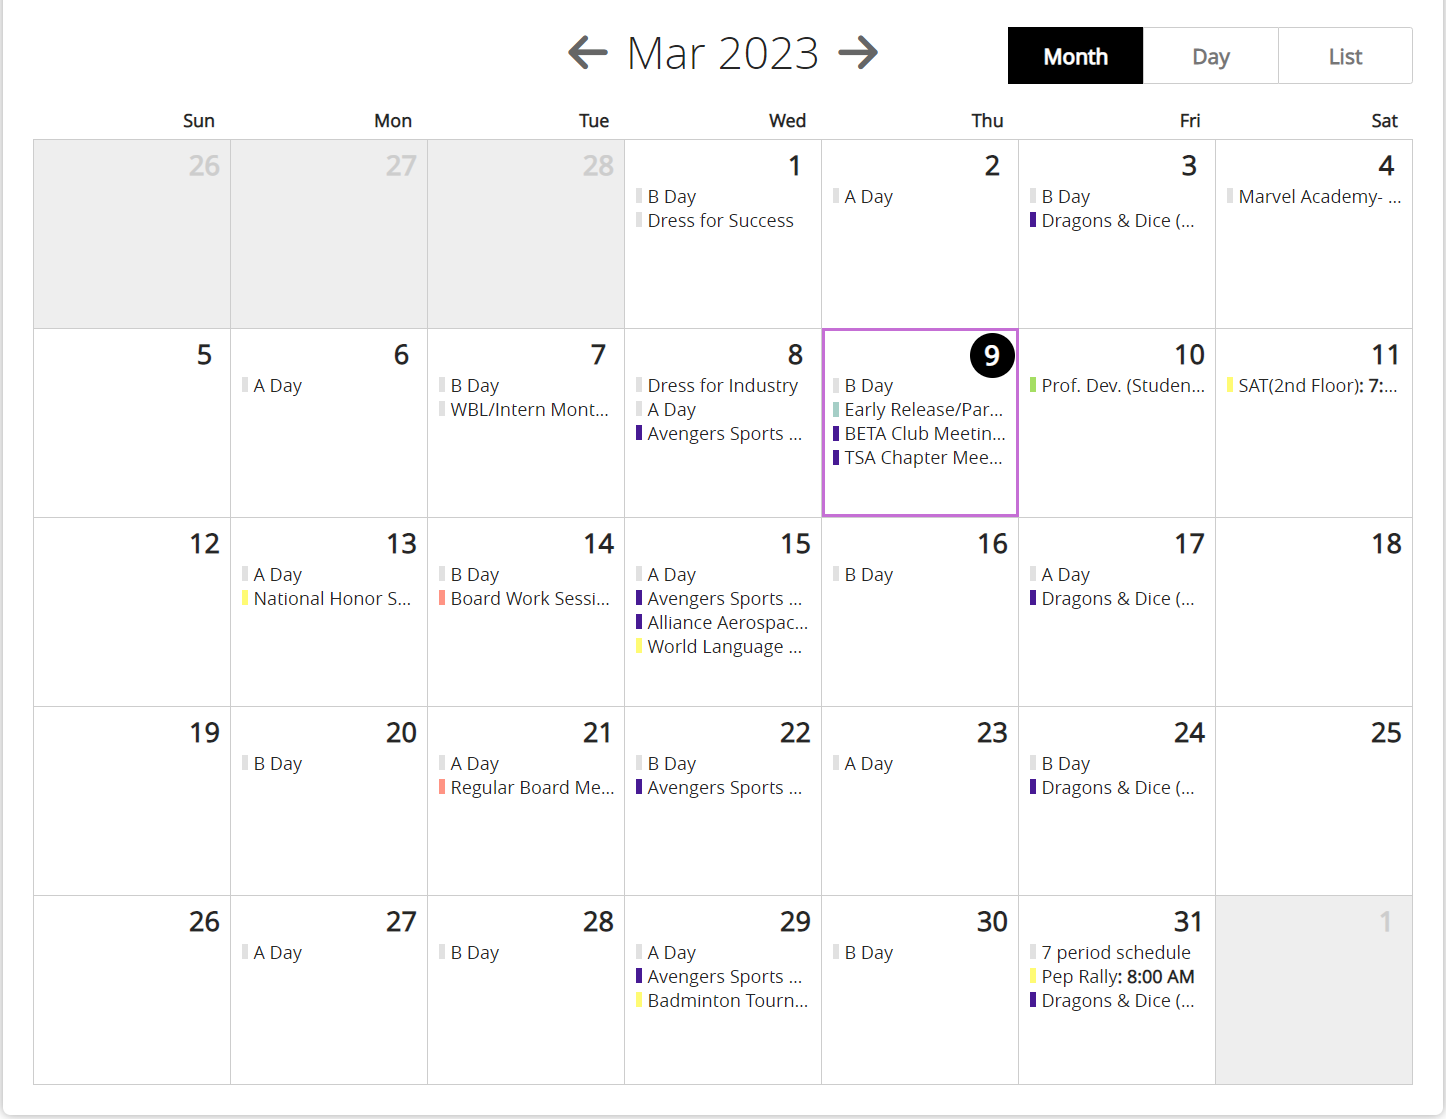 Mar 2023
Month Day List
Sun Mon Tue Wed Thu Fri Sat
26
27
28
1
B Day
Dress for Success
2
A Day
3
B Day
Dragons & Dice (...
4
Marvel Academy- ...
5
6
A Day
7
B Day
WBL/Intern Mont...
8
Dress for Industry
A Day
Avengers Sports ...
9
B Day
Early Release/Par...
BETA Club Meetin...
TSA Chapter Mee...
10
Prof. Dev. (Studen...
11
SAT(2nd Floor): 7:...
12
13
A Day
National Honor S...
14
B Day
Board Work Sessi...
15
A Day
Avengers Sports ...
Alliance Aerospac...
World Language ...
16
B Day
17
A Day
Dragons & Dice (...
18
19
20
B Day
21
A Day
Regular Board Me...
22
B Day
Avengers Sports ...
23
A Day
24
B Day
Dragons & Dice (...
25
26
27
A Day
28
B Day
29
A Day
Avengers Sports ...
Badminton Tourn...
30
B Day
31
7 period schedule
Pep Rally: 8:00 AM
Dragons & Dice (...
1